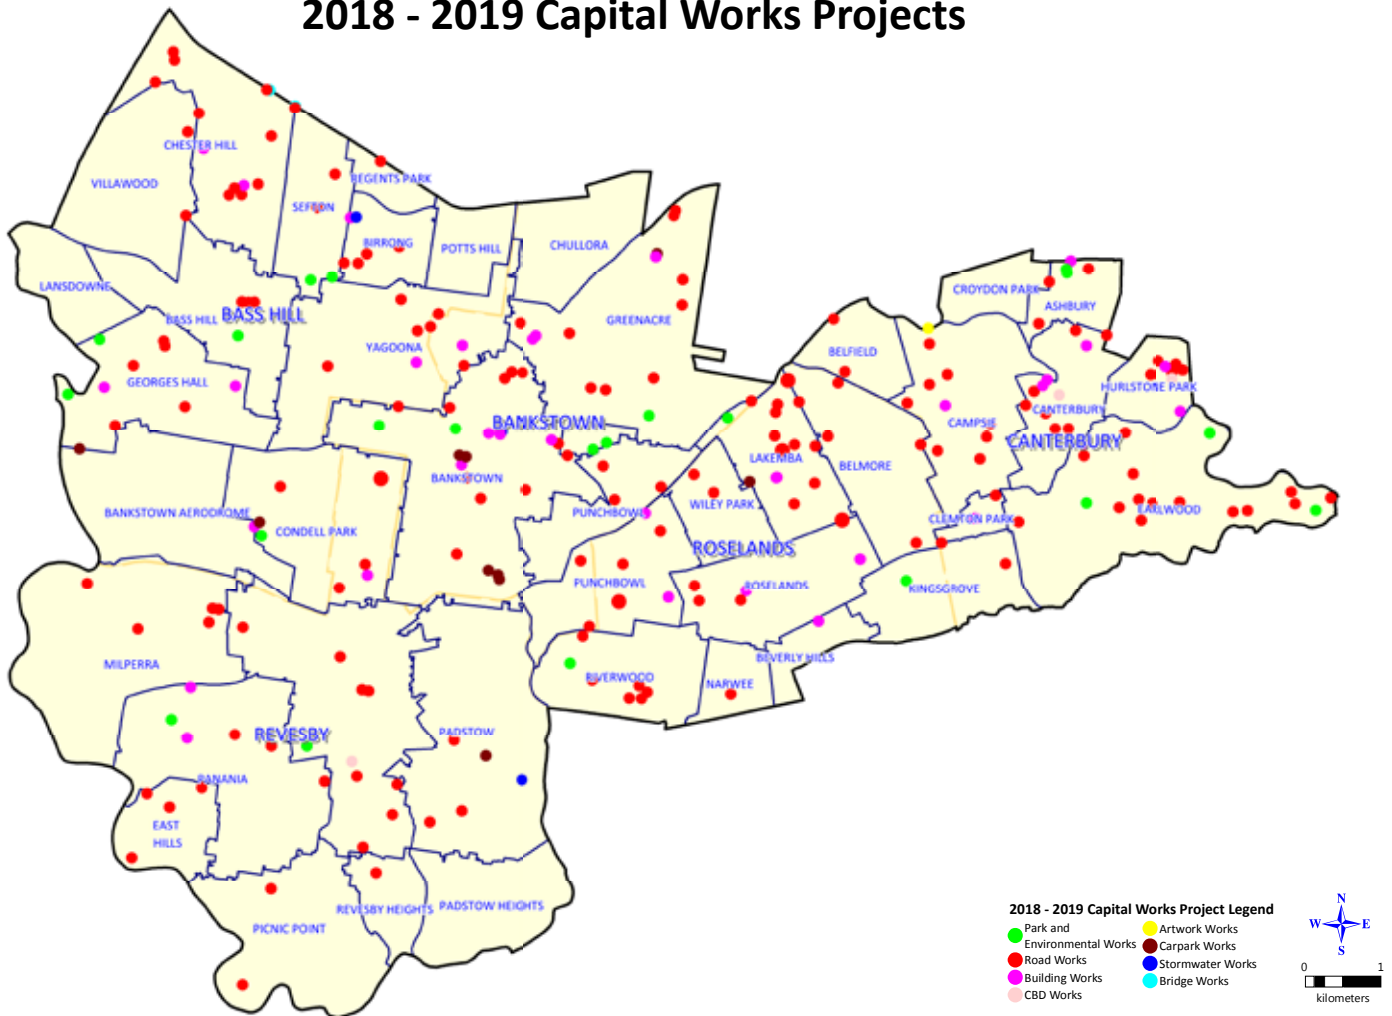 2018 - 2019 Capital Works Projects
CHESTER HILL
VILLAWOOD
REGENTS PARK
SEFTON
BIRRONG
POTTS HILL
CHULLORA
LANSDOWNE
CROYDON PARK
ASHBURY
BASS HILL
BASS HILL
GREENACRE
YAGOONA
BELFIELD
GEORGES HALL
HURLSTONE PARK
CANTERBURY
BANKSTOWN
CAMPSIE
CANTERBURY
LAKEMBA
BELMORE
BANKSTOWN
WILEY PARK
EARLWOOD
BANKSTOWN AERODROME
PUNCHBOWL
CLEMTON PARK
CONDELL PARK
ROSELANDS
PUNCHBOWL
ROSELANDS
KINGSGROVE
BEVERLY HILLS
MILPERRA
RIVERWOOD
NARWEE
REVESBY
PADSTOW
PANANIA
EAST
HILLS
REVESBY HEIGHTS
PADSTOW HEIGHTS
PICNIC POINT
2018 - 2019 Capital Works Project Legend
Park and
Environmental Works
Road Works
Building Works
CBD Works
Artwork Works
Carpark Works
Stormwater Works
Bridge Works
N
W
E
S
0
1
kilometers